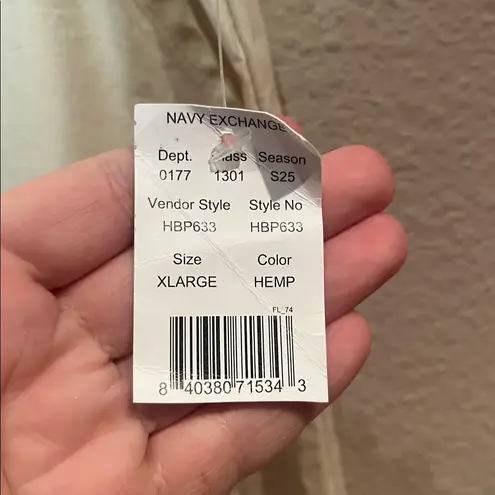 NAVY EXCHANGE
Dept. Class Season
0177 1301 S25
Vendor Style Style No
HBP633 HBP633
Size Color
XLARGE HEMP
FL_74
8 40380 71534 3